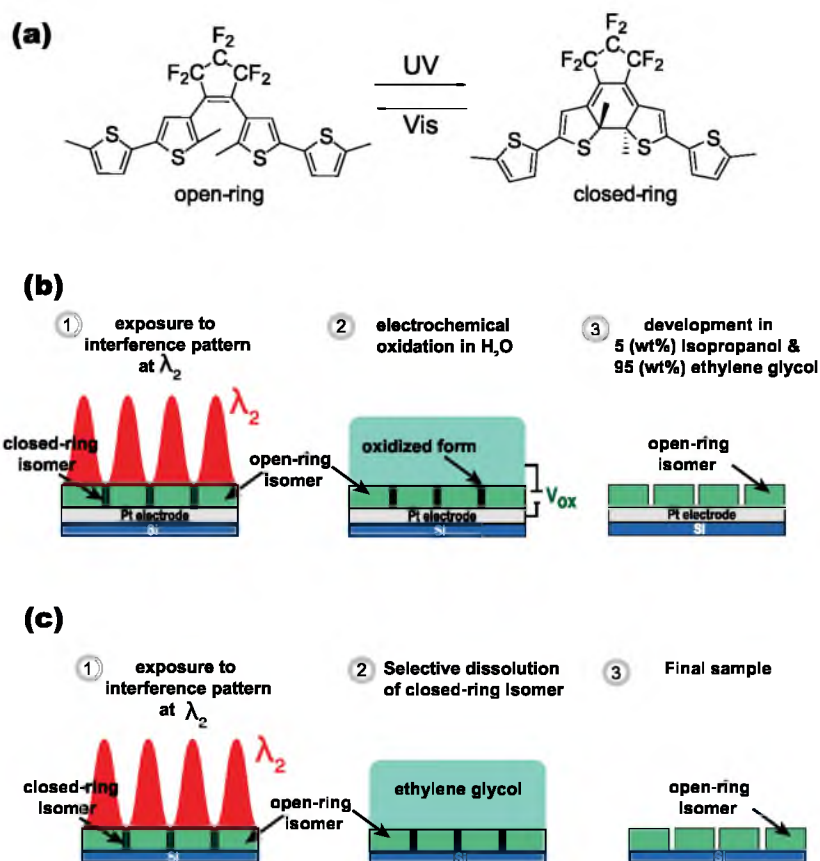 (a)
F₂
F₂C C CF₂
S S S S
open-ring
UV
Vis
F₂
F₂C C CF₂
S S S S
closed-ring
(b)
1 exposure to
interference pattern
at λ₂
λ₂
closed-ring
isomer
open-ring
isomer
Pt electrode
Si
2 electrochemical
oxidation in H₂O
oxidized form
Vox
Pt electrode
Si
3 development in
5 (wt%) Isopropanol &
95 (wt%) ethylene glycol
open-ring
isomer
Pt electrode
Si
(c)
1 exposure to
interference pattern
at λ₂
λ₂
closed-ring
isomer
open-ring
isomer
Si
2 Selective dissolution
of closed-ring Isomer
ethylene glycol
Si
3 Final sample
open-ring
isomer
Si